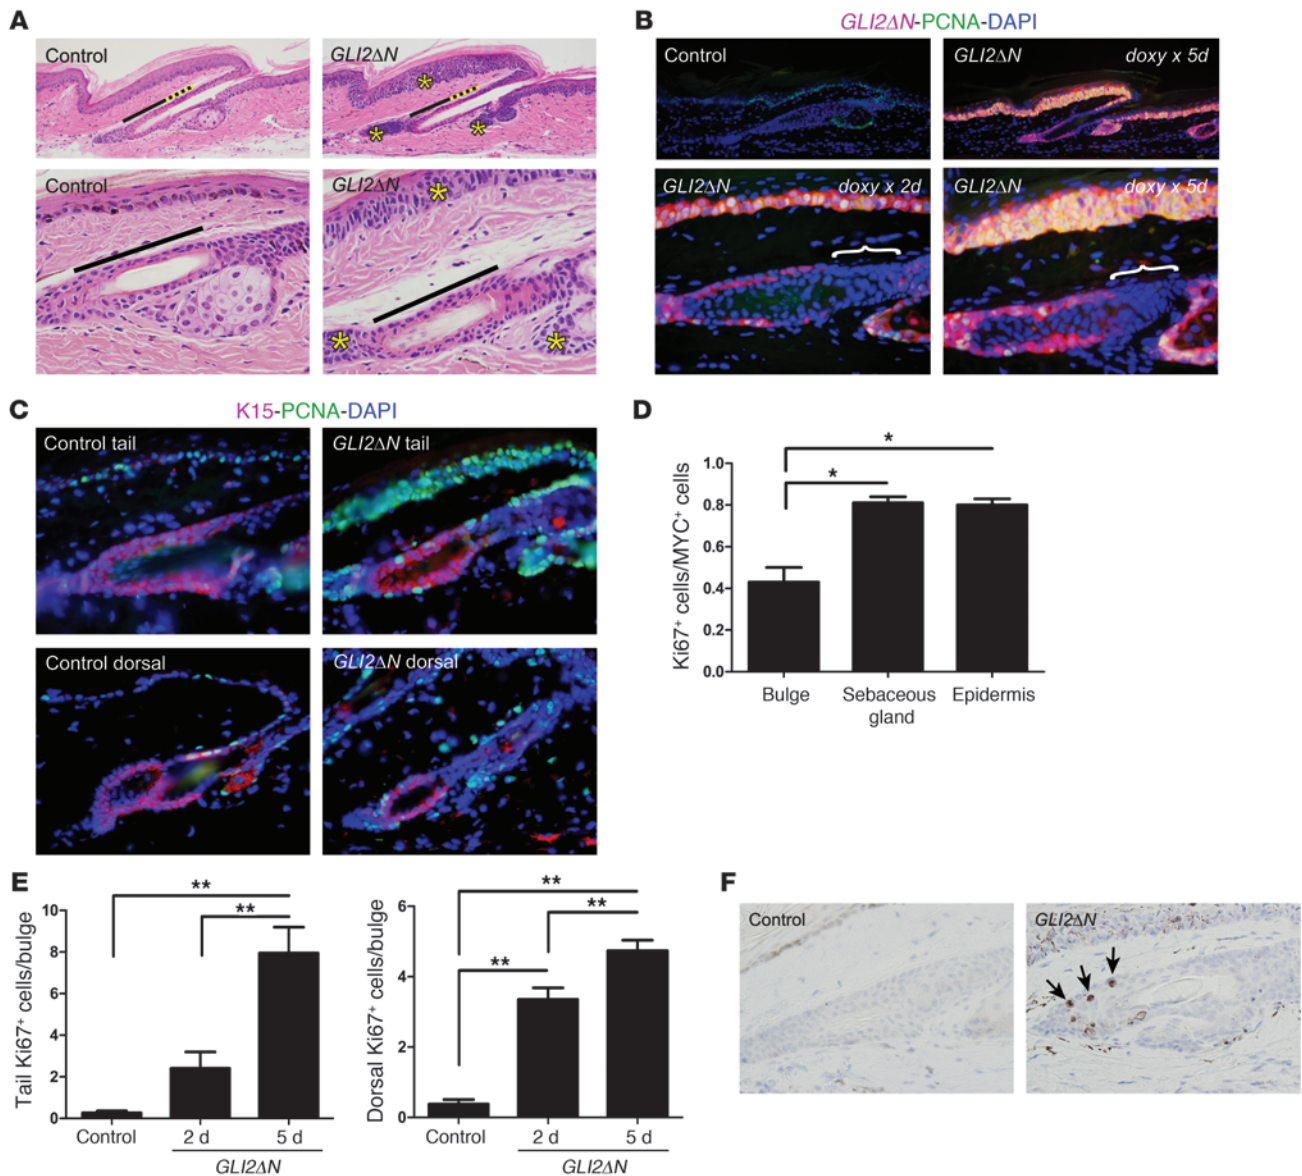 A
Control
GLI2ΔN
*
*
*
Control
GLI2ΔN
*
*
*
B
GLI2ΔN-PCNA-DAPI
Control
GLI2ΔN doxy x 5d
GLI2ΔN doxy x 2d
GLI2ΔN doxy x 5d
C
K15-PCNA-DAPI
Control tail
GLI2ΔN tail
Control dorsal
GLI2ΔN dorsal
D
Ki67+ cells/MYC+ cells
1.0
0.8
0.6
0.4
0.2
0.0
*
*
Bulge
Sebaceous gland
Epidermis
E
Tail Ki67+ cells/bulge
10
8
6
4
2
0
**
**
Control
2 d
5 d
GLI2ΔN
Dorsal Ki67+ cells/bulge
6
4
2
0
**
**
**
Control
2 d
5 d
GLI2ΔN
F
Control
GLI2ΔN